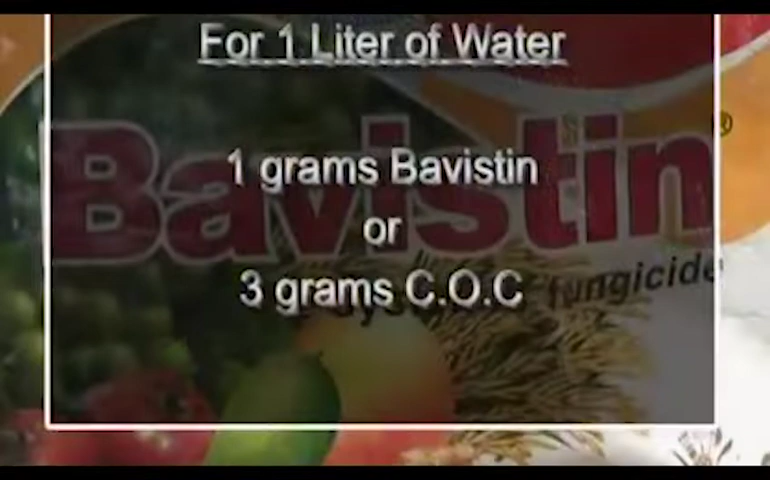 For 1 Liter of Water
Bavistin®
1 grams Bavistin
or
3 grams C.O.C
fungicide